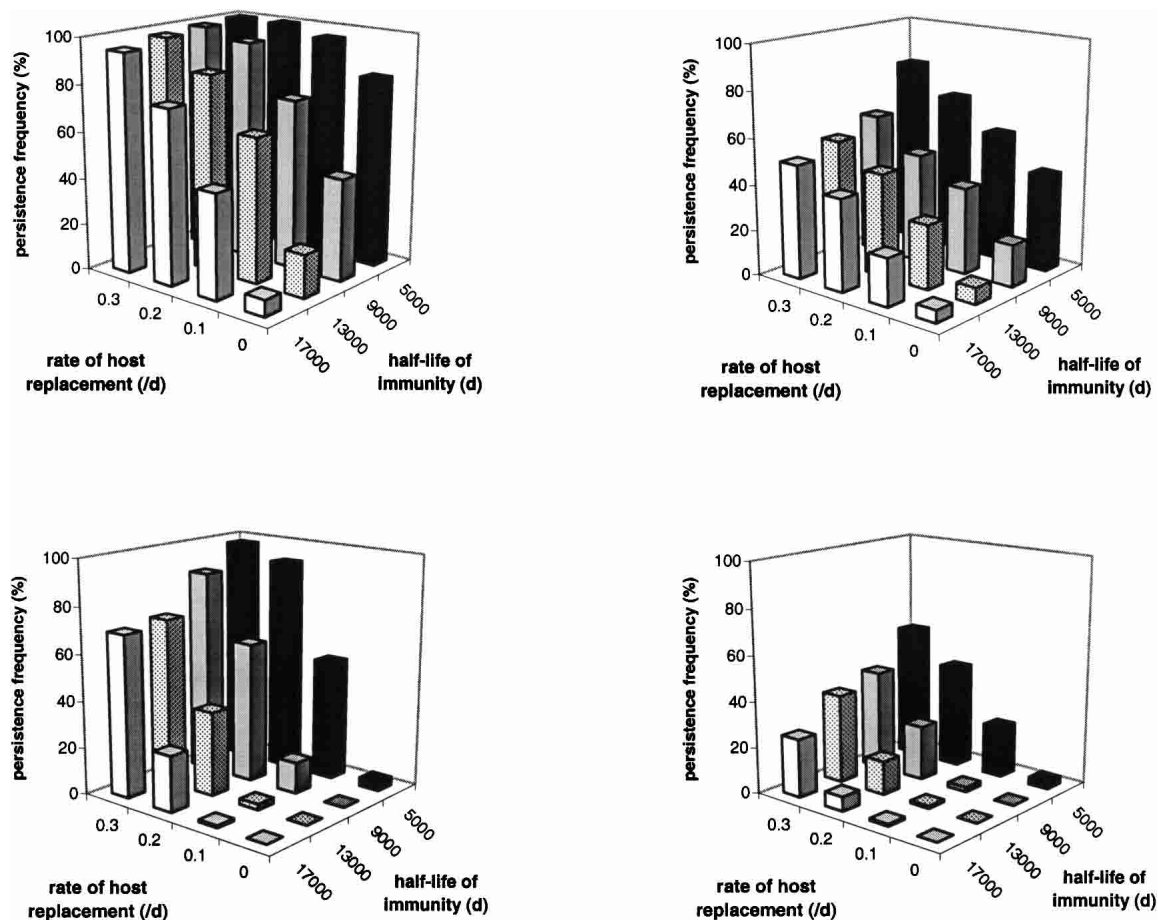 100
80
60
40
20
0
persistence frequency (%)
0.3
0.2
0.1
0
17000
13000
9000
5000
rate of host
replacement (/d)
half-life of
immunity (d)
100
80
60
40
20
0
persistence frequency (%)
0.3
0.2
0.1
0
17000
13000
9000
5000
rate of host
replacement (/d)
half-life of
immunity (d)
100
80
60
40
20
0
persistence frequency (%)
0.3
0.2
0.1
0
17000
13000
9000
5000
rate of host
replacement (/d)
half-life of
immunity (d)
100
80
60
40
20
0
persistence frequency (%)
0.3
0.2
0.1
0
17000
13000
9000
5000
rate of host
replacement (/d)
half-life of
immunity (d)